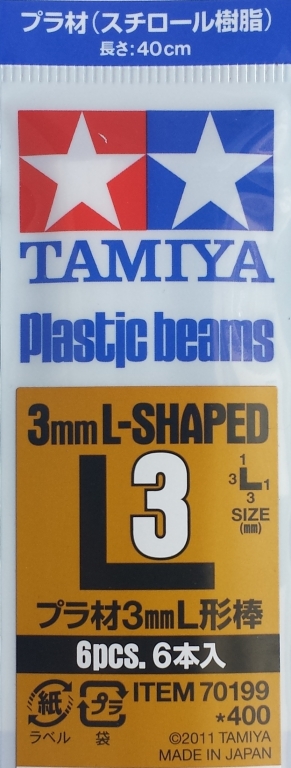 プラ材(スチロール樹脂)
長さ:40cm
TAMIYA
Plastic beams
3mm L-SHAPED
L3
1
3 1
3
SIZE
(mm)
プラ材3mmL形棒
6pcs. 6本入
紙 プラ ITEM 70199
ラベル 袋 *400
©2011 TAMIYA
MADE IN JAPAN